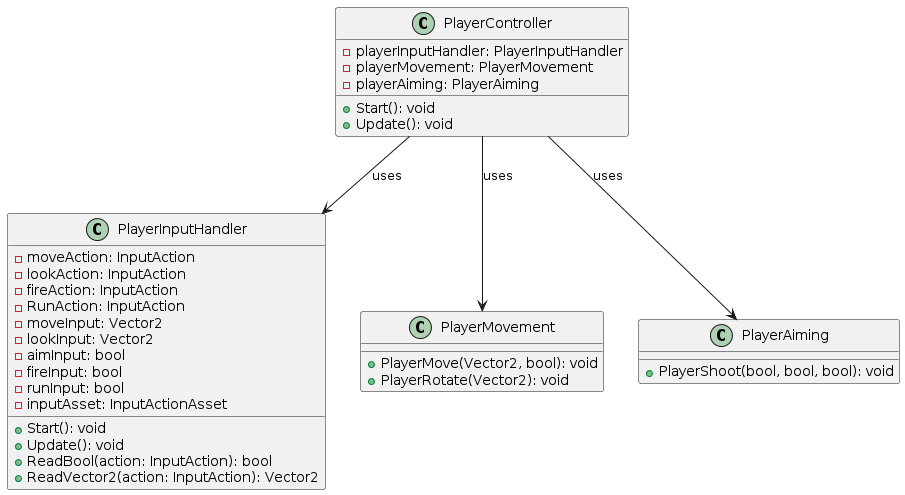 C PlayerController
playerInputHandler: PlayerInputHandler
playerMovement: PlayerMovement
playerAiming: PlayerAiming
Start(): void
Update(): void
uses
uses
uses
C PlayerInputHandler
moveAction: InputAction
lookAction: InputAction
fireAction: InputAction
RunAction: InputAction
moveInput: Vector2
lookInput: Vector2
aimInput: bool
fireInput: bool
runInput: bool
inputAsset: InputActionAsset
Start(): void
Update(): void
ReadBool(action: InputAction): bool
ReadVector2(action: InputAction): Vector2
C PlayerMovement
PlayerMove(Vector2, bool): void
PlayerRotate(Vector2): void
C PlayerAiming
PlayerShoot(bool, bool, bool): void